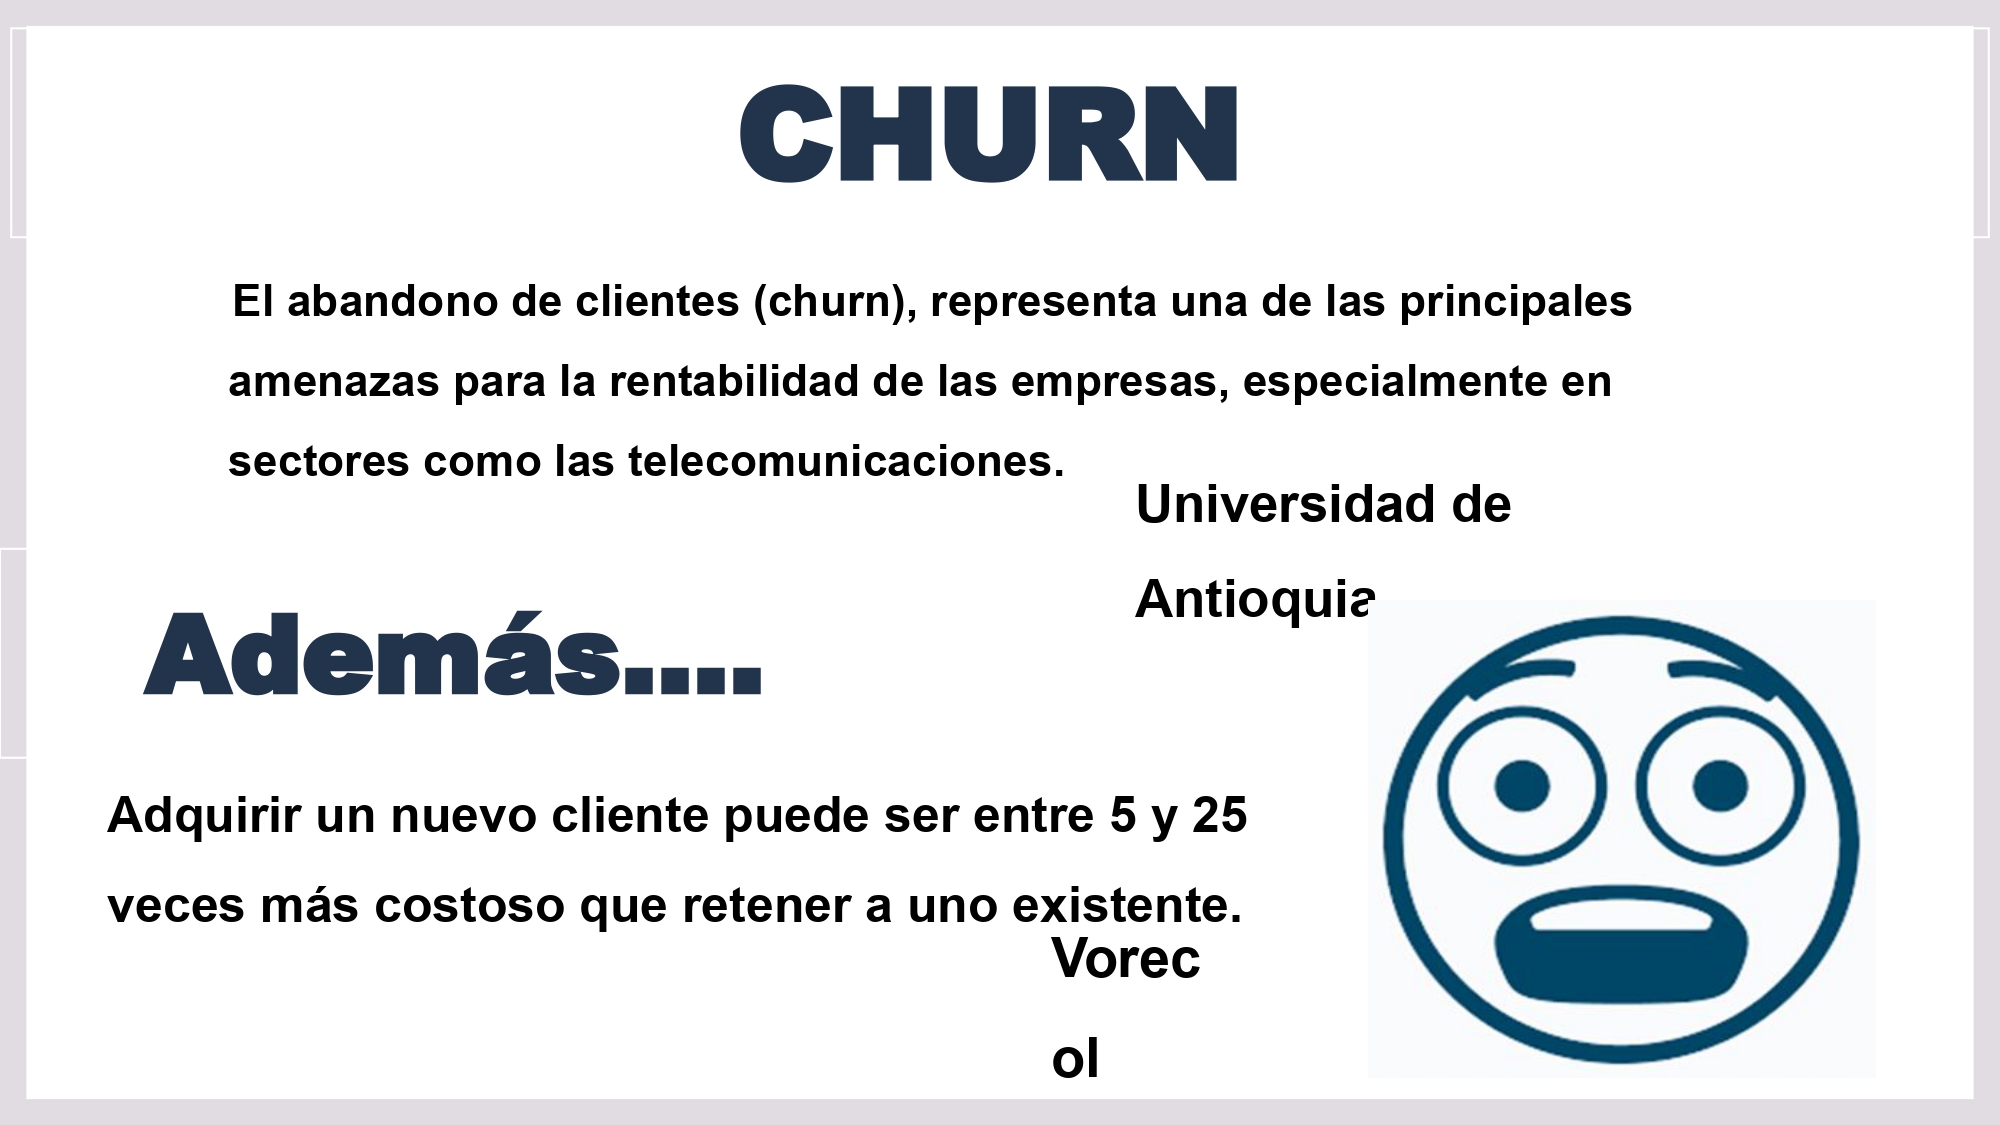 CHURN
El abandono de clientes (churn), representa una de las principales
amenazas para la rentabilidad de las empresas, especialmente en
sectores como las telecomunicaciones.
Universidad de
Antioquia
Además....
Adquirir un nuevo cliente puede ser entre 5 y 25
veces más costoso que retener a uno existente.
Vorec
ol